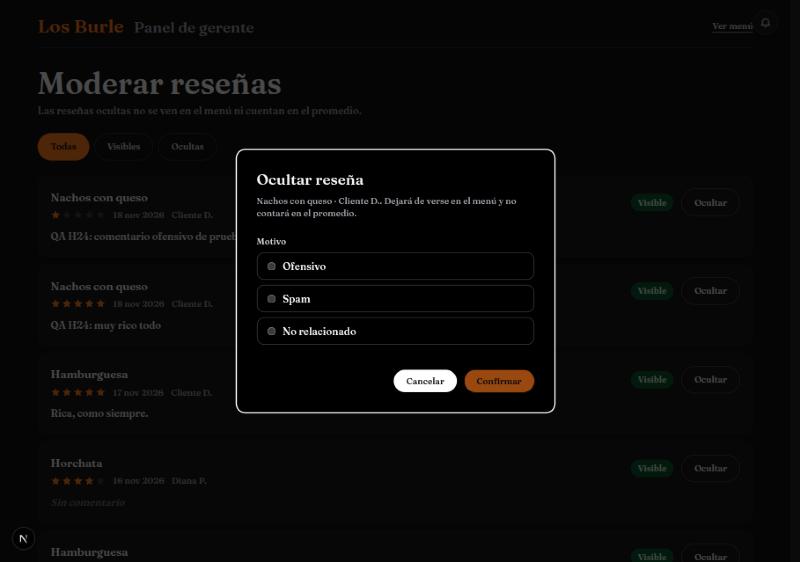 Los Burle Panel de gerente
Ver menú
Moderar reseñas
Las reseñas ocultas no se ven en el menú ni cuentan en el promedio.
Todas Visibles Ocultas
Nachos con queso
18 nov 2026 Cliente D.
QA H24: comentario ofensivo de
Visible Ocultar
Ocultar reseña
Nachos con queso · Cliente D.. Dejará de verse en el menú y no
contará en el promedio.
Motivo
Ofensivo
Spam
No relacionado
Cancelar Confirmar
Nachos con queso
18 nov 2026 Cliente D.
QA H24: muy rico todo
Visible Ocultar
Hamburguesa
17 nov 2026 Cliente D.
Rica, como siempre.
Visible Ocultar
Horchata
16 nov 2026 Diana P.
Sin comentario
Visible Ocultar
N
Hamburguesa
Visible Ocultar